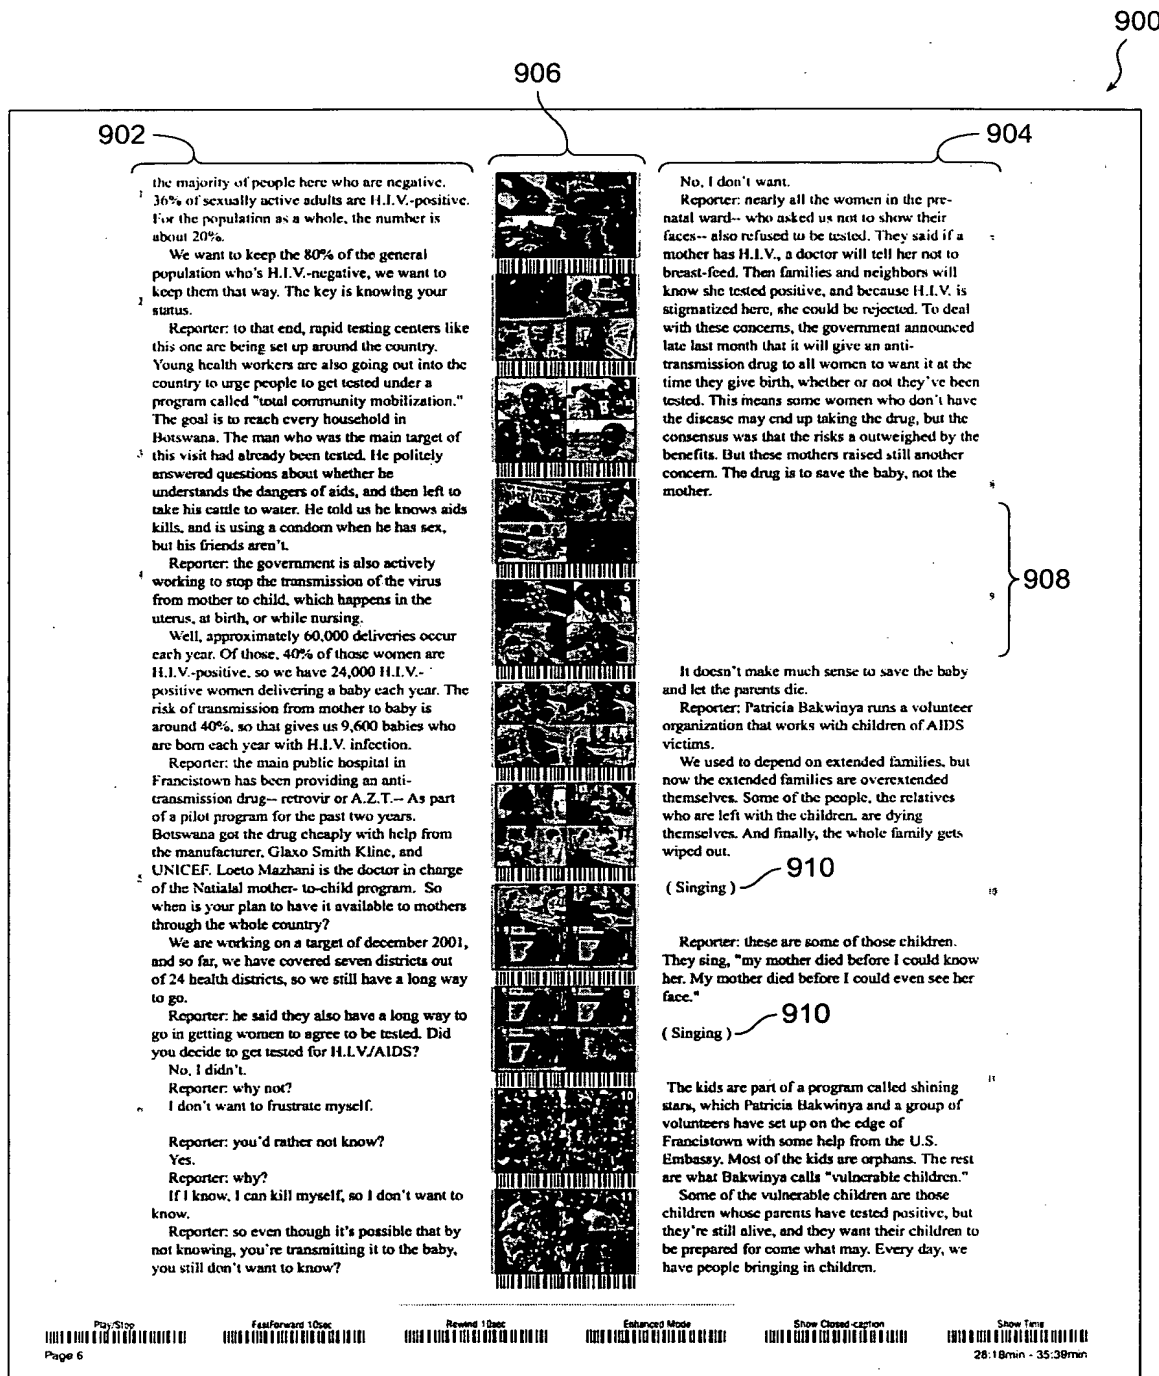 900
906
902
904
the majority of people here who are negative.
36% of sexually active adults are H.I.V.-positive.
For the population as a whole, the number is
about 20%.
We want to keep the 80% of the general
population who's H.I.V.-negative, we want to
keep them that way. The key is knowing your
status.
Reporter: to that end, rapid testing centers like
this one are being set up around the country.
Young health workers are also going out into the
country to urge people to get tested under a
program called "total community mobilization."
The goal is to reach every household in
Botswana. The man who was the main target of
this visit had already been tested. He politely
answered questions about whether he
understands the dangers of aids, and then left to
take his cattle to water. He told us he knows aids
kills, and is using a condom when he has sex,
but his friends aren't.
Reporter: the government is also actively
working to stop the transmission of the virus
from mother to child, which happens in the
uterus, at birth, or while nursing.
Well, approximately 60,000 deliveries occur
each year. Of those, 40% of those women are
H.I.V.-positive, so we have 24,000 H.I.V.-
positive women delivering a baby each year. The
risk of transmission from mother to baby is
around 40%, so that gives us 9,600 babies who
are born each year with H.I.V. infection.
Reporter: the main public hospital in
Francistown has been providing an anti-
transmission drug-- retrovir or A.Z.T.-- As part
of a pilot program for the past two years.
Botswana got the drug cheaply with help from
the manufacturer, Glaxo Smith Kline, and
UNICEF. Loeto Mazhani is the doctor in charge
of the Natialal mother- to-child program. So
when is your plan to have it available to mothers
through the whole country?
We are working on a target of december 2001,
and so far, we have covered seven districts out
of 24 health districts, so we still have a long way
to go.
Reporter: he said they also have a long way to
go in getting women to agree to be tested. Did
you decide to get tested for H.I.V./AIDS?
No, I didn't.
Reporter: why not?
I don't want to frustrate myself.
Reporter: you'd rather not know?
Yes.
Reporter: why?
If I know, I can kill myself, so I don't want to
know.
Reporter: so even though it's possible that by
not knowing, you're transmitting it to the baby,
you still don't want to know?
1
2
3
4
5
6
8
9
10
11
No, I don't want.
Reporter: nearly all the women in the pre-
natal ward-- who asked us not to show their
faces-- also refused to be tested. They said if a
mother has H.I.V., a doctor will tell her not to
breast-feed. Then families and neighbors will
know she tested positive, and because H.I.V. is
stigmatized here, she could be rejected. To deal
with these concerns, the government announced
late last month that it will give an anti-
transmission drug to all women to want it at the
time they give birth, whether or not they've been
tested. This means some women who don't have
the disease may end up taking the drug, but the
consensus was that the risks a outweighed by the
benefits. But these mothers raised still another
concern. The drug is to save the baby, not the
mother.
908
It doesn't make much sense to save the baby
and let the parents die.
Reporter: Patricia Bakwinya runs a volunteer
organization that works with children of AIDS
victims.
We used to depend on extended families, but
now the extended families are overextended
themselves. Some of the people, the relatives
who are left with the children, are dying
themselves. And finally, the whole family gets
wiped out.
( Singing ) 910
Reporter: these are some of those children.
They sing, "my mother died before I could know
her. My mother died before I could even see her
face."
( Singing ) 910
The kids are part of a program called shining
stars, which Patricia Bakwinya and a group of
volunteers have set up on the edge of
Francistown with some help from the U.S.
Embassy. Most of the kids are orphans. The rest
are what Bakwinya calls "vulnerable children."
Some of the vulnerable children are those
children whose parents have tested positive, but
they're still alive, and they want their children to
be prepared for come what may. Every day, we
have people bringing in children.
Play/Stop FastForward 10sec Rewind 10sec Enhanced Mode Show Closed-caption Show Time
Page 6 28:18min - 35:39min